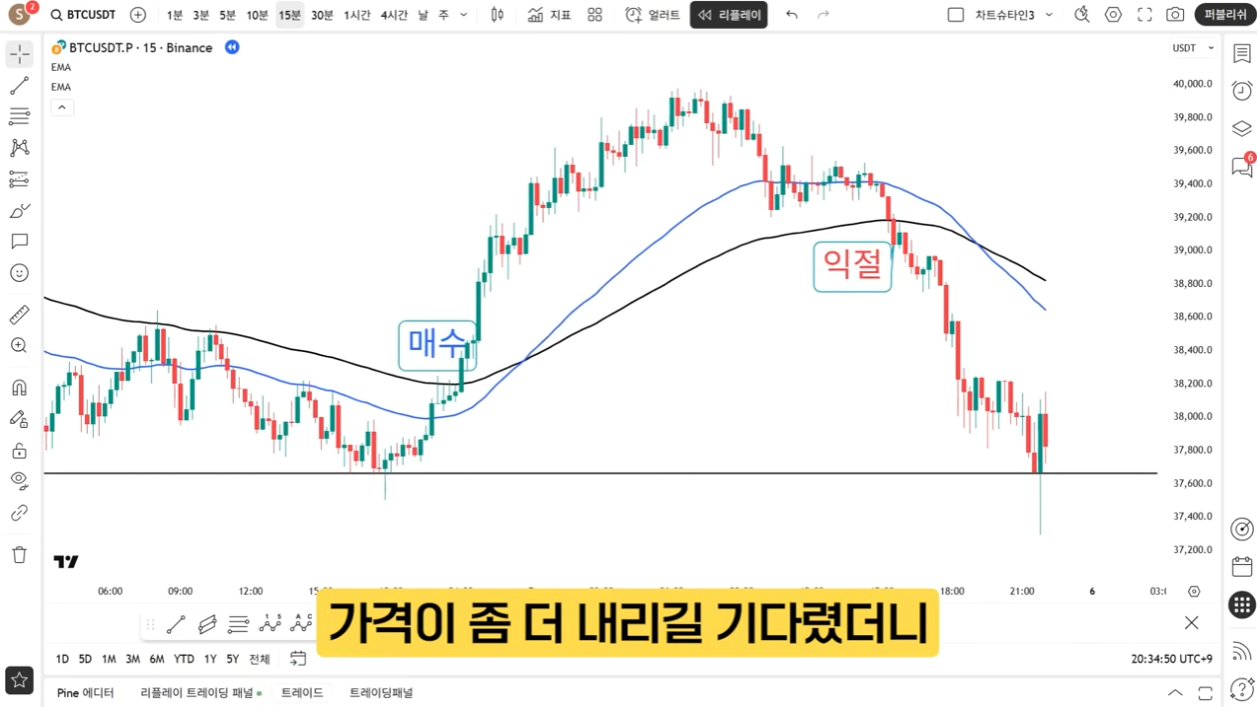 S 2 BTCUSDT 1분 3분 5분 10분 15분 30분 1시간 4시간 날 주 지표 얼러트 리플레이 차트슈타인3 퍼블리쉬
BTCUSDT.P · 15 · Binance
USDT
EMA
EMA
40,000.0
39,800.0
39,600.0
6
39,400.0
39,200.0
39,000.0
익절
38,800.0
38,600.0
매수
38,400.0
38,200.0
38,000.0
37,800.0
37,600.0
37,400.0
37,200.0
06:00 09:00 12:00 18:00 21:00 6
가격이 좀 더 내리길 기다렸더니
1D 5D 1M 3M 6M YTD 1Y 5Y 전체
20:34:50 UTC+9
Pine 에디터 리플레이 트레이딩 패널 트레이드 트레이딩패널